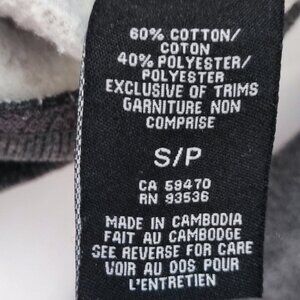 60% COTTON/
COTON
40% POLYESTER/
POLYESTER
EXCLUSIVE OF TRIMS
GARNITURE NON
COMPRISE
S/P
CA 59470
RN 93536
MADE IN CAMBODIA
FAIT AU CAMBODGE
SEE REVERSE FOR CARE
VOIR AU DOS POUR
L'ENTRETIEN